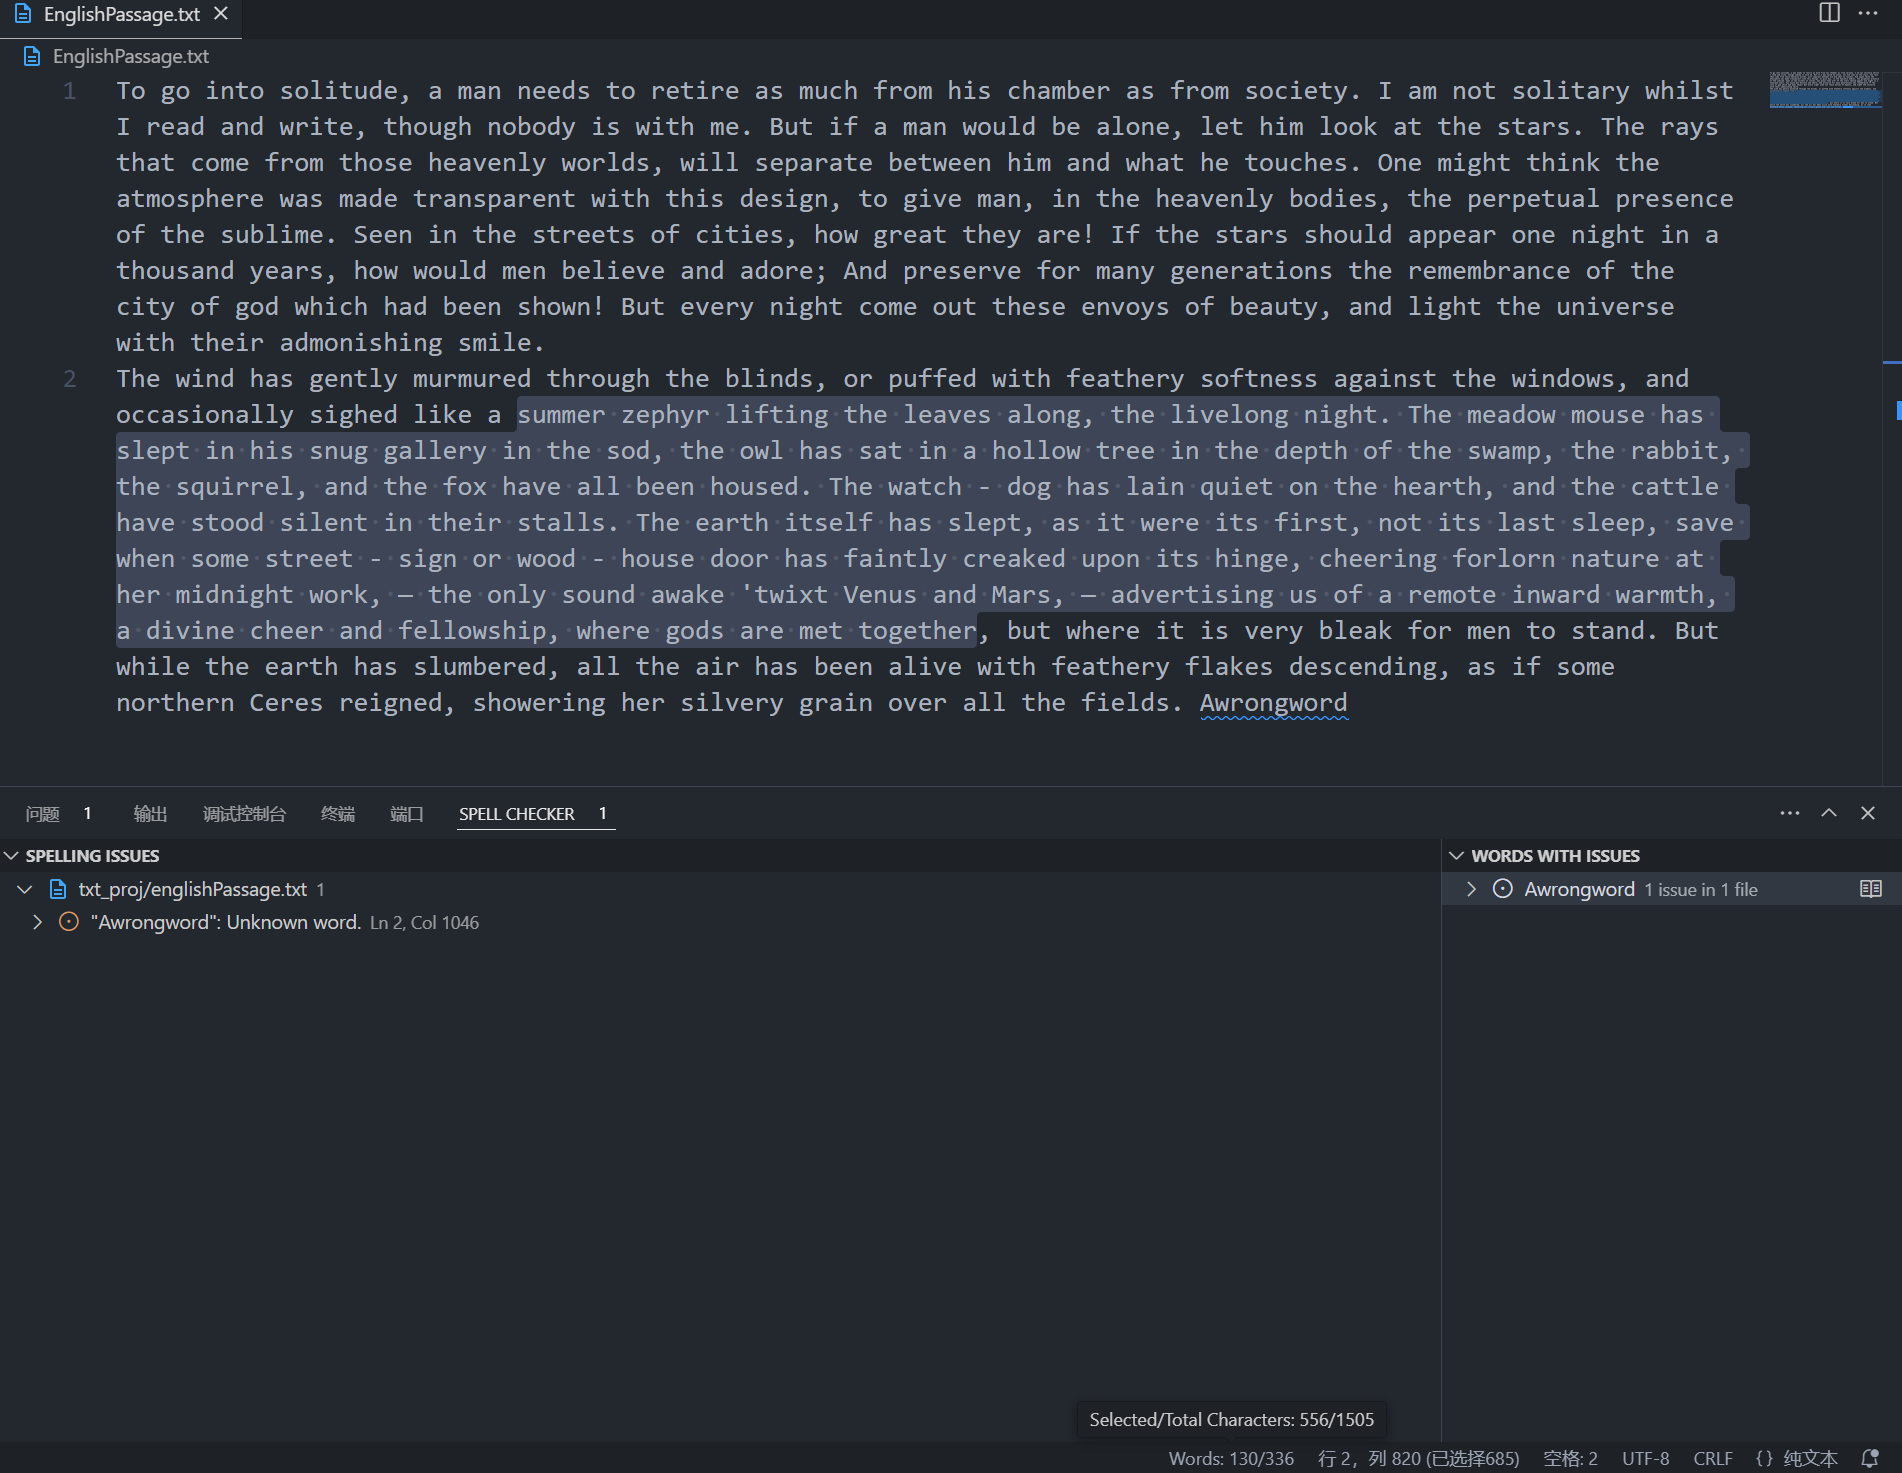 EnglishPassage.txt
EnglishPassage.txt
1 To go into solitude, a man needs to retire as much from his chamber as from society. I am not solitary whilst
I read and write, though nobody is with me. But if a man would be alone, let him look at the stars. The rays
that come from those heavenly worlds, will separate between him and what he touches. One might think the
atmosphere was made transparent with this design, to give man, in the heavenly bodies, the perpetual presence
of the sublime. Seen in the streets of cities, how great they are! If the stars should appear one night in a
thousand years, how would men believe and adore; And preserve for many generations the remembrance of the
city of god which had been shown! But every night come out these envoys of beauty, and light the universe
with their admonishing smile.
2 The wind has gently murmured through the blinds, or puffed with feathery softness against the windows, and
occasionally sighed like a summer zephyr lifting the leaves along, the livelong night. The meadow mouse has
slept in his snug gallery in the sod, the owl has sat in a hollow tree in the depth of the swamp, the rabbit,
the squirrel, and the fox have all been housed. The watch - dog has lain quiet on the hearth, and the cattle
have stood silent in their stalls. The earth itself has slept, as it were its first, not its last sleep, save
when some street - sign or wood - house door has faintly creaked upon its hinge, cheering forlorn nature at
her midnight work, — the only sound awake 'twixt Venus and Mars, — advertising us of a remote inward warmth,
a divine cheer and fellowship, where gods are met together, but where it is very bleak for men to stand. But
while the earth has slumbered, all the air has been alive with feathery flakes descending, as if some
northern Ceres reigned, showering her silvery grain over all the fields. Awrongword
问题 1 输出 调试控制台 终端 端口 SPELL CHECKER 1
SPELLING ISSUES
txt_proj/englishPassage.txt 1
"Awrongword": Unknown word. Ln 2, Col 1046
WORDS WITH ISSUES
Awrongword 1 issue in 1 file
Selected/Total Characters: 556/1505
Words: 130/336 行 2，列 820 (已选择685) 空格: 2 UTF-8 CRLF {} 纯文本